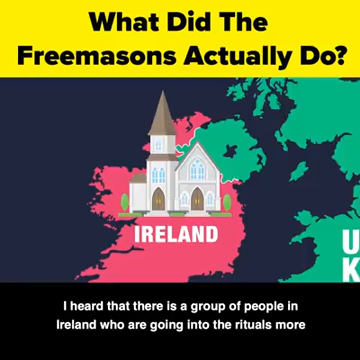 What Did The
Freemasons Actually Do?
IRELAND
U
K
I heard that there is a group of people in
Ireland who are going into the rituals more